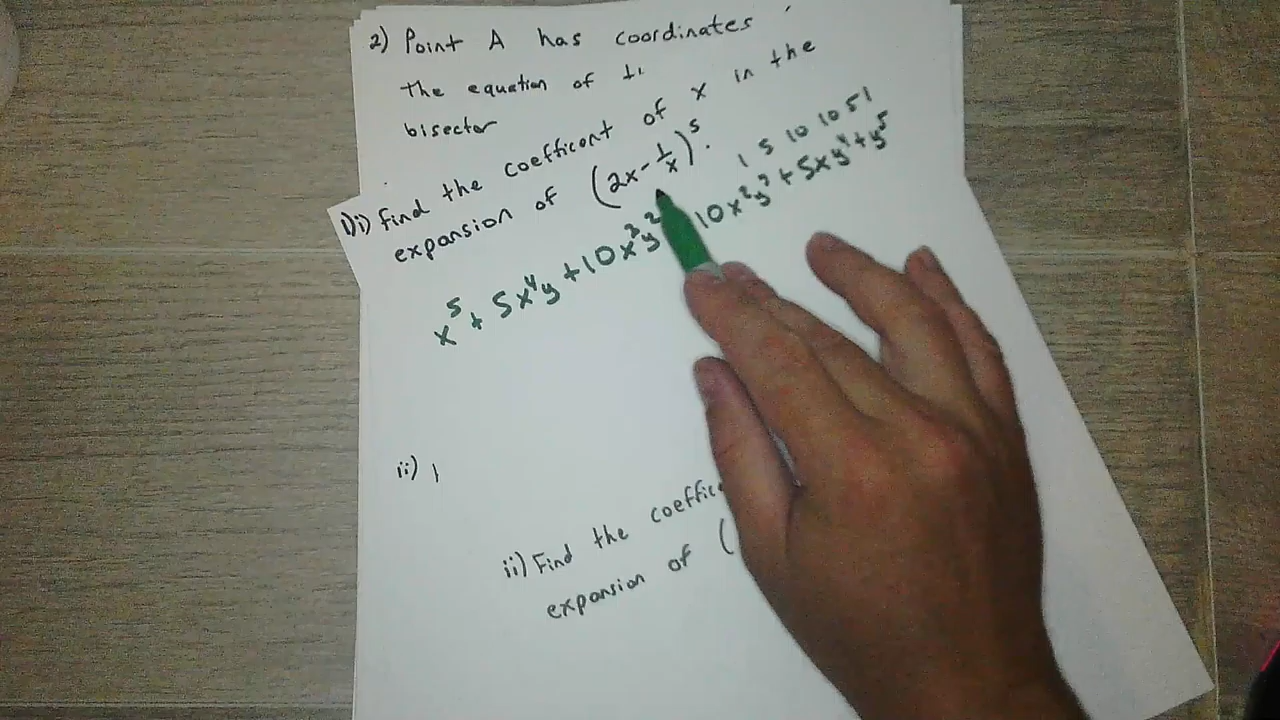 2) Point A has coordinates
The equation of
bisector
1)i) find the coefficent of x in the
expansion of (2x-1/x)^5.
1 5 10 10 5 1
x^5+5x^4y+10x^3y^2 10x^2y^3+5xy^4+y^5
ii)
ii) Find the
expansion of (